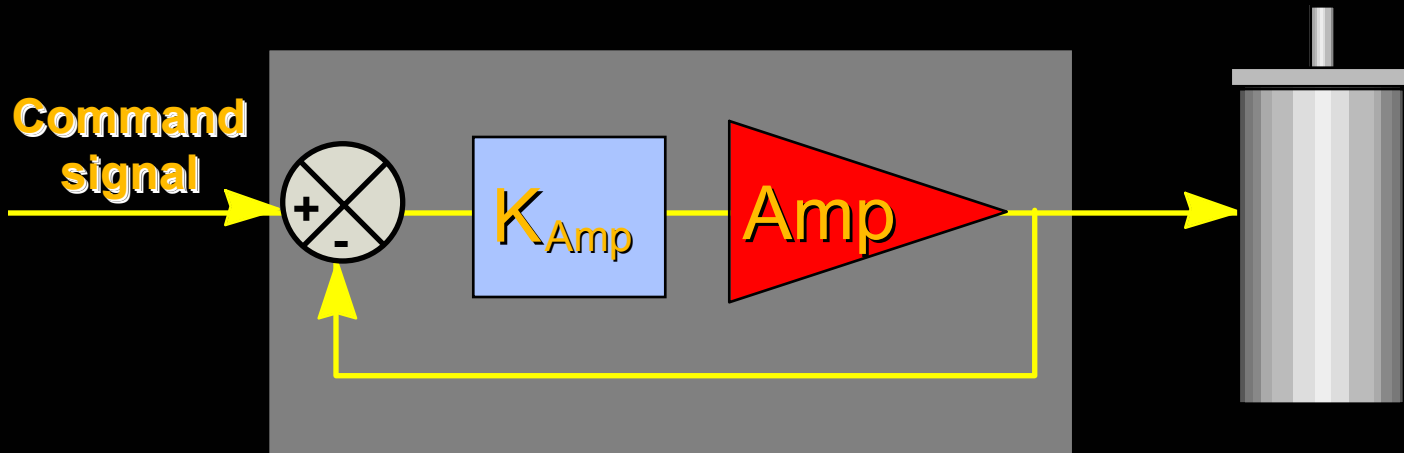 Command
signal
+
-
KAmp
Amp